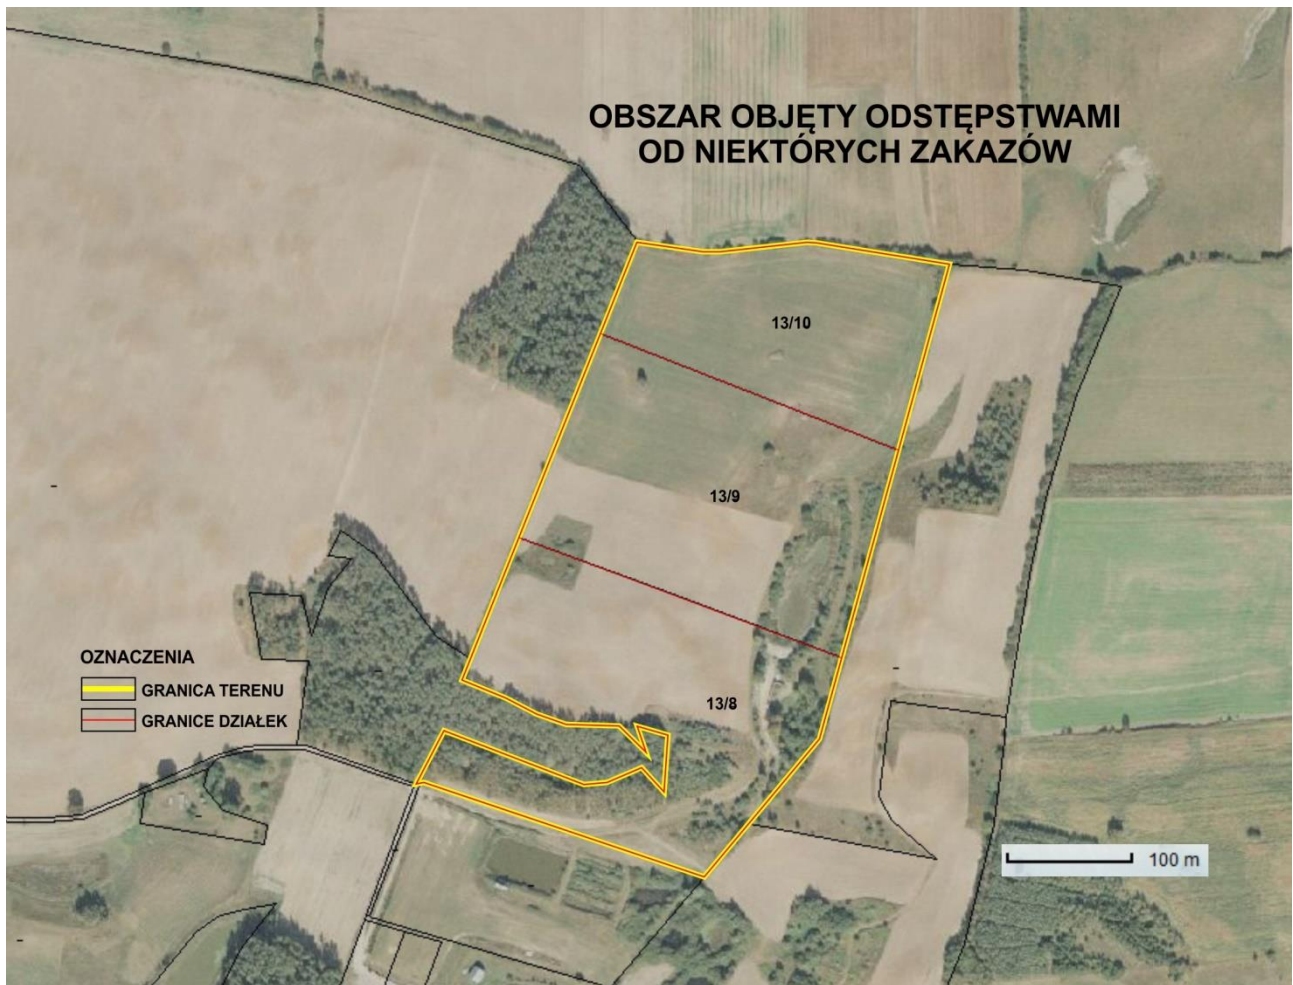 OBSZAR OBJĘTY ODSTĘPSTWAMI
OD NIEKTÓRYCH ZAKAZÓW
13/10
13/9
13/8
OZNACZENIA
GRANICA TERENU
GRANICE DZIAŁEK
100 m